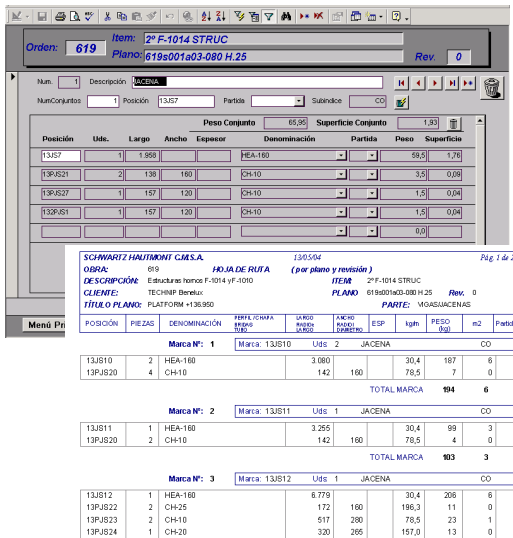 Orden: 619 Item: 2º F-1014 STRUC
Plano: 619s001a03-080 H.25 Rev. 0
Num. 1 Descripción JACENA
NumConjuntos 1 Posición 13JS7 Partida Subindice CO
Peso Conjunto 65,95 Superficie Conjunto 1,93
Posición Uds. Largo Ancho Espesor Denominación Partida Peso Superficie
13JS7 1 1.958 HEA-160 59,5 1,76
13PJS21 2 138 160 CH-10 3,5 0,09
13PJS27 1 157 120 CH-10 1,5 0,04
132PJS1 1 157 120 CH-10 1,5 0,04
0,0
Menú Pri
SCHWARTZ HAUTMONT C.M.S.A. 13/05/04 Pág. 1 de 2
OBRA: 619 HOJA DE RUTA (por plano y revisión)
DESCRIPCIÓN: Estructuras hornos F-1014 y F-1010 ITEM: 2º F-1014 STRUC
CLIENTE: TECHNIP Benelux PLANO 619s001a03-080 H.25 Rev. 0
TÍTULO PLANO: PLATFORM +136.950 PARTE: VIGAS/JACENAS
POSICIÓN PIEZAS DENOMINACIÓN PERFIL / CHAPA BRIDAS TUBO LARGO RADIOe LARGO ANCHO RADIOi DIAMETRO ESP kg/m PESO (kg) m2 Partid
Marca Nº: 1 Marca: 13JS10 Uds 2 JACENA CO
13JS10 2 HEA-160 3.080 30,4 187 6
13PJS20 4 CH-10 142 160 78,5 7 0
TOTAL MARCA 194 6
Marca Nº: 2 Marca: 13JS11 Uds 1 JACENA CO
13JS11 1 HEA-160 3.255 30,4 99 3
13PJS20 2 CH-10 142 160 78,5 4 0
TOTAL MARCA 103 3
Marca Nº: 3 Marca: 13JS12 Uds 1 JACENA CO
13JS12 1 HEA-160 6.779 30,4 206 6
13PJS22 2 CH-25 172 160 196,3 11 0
13PJS23 2 CH-10 517 280 78,5 23 1
13PJS24 1 CH-20 320 265 157,0 13 0